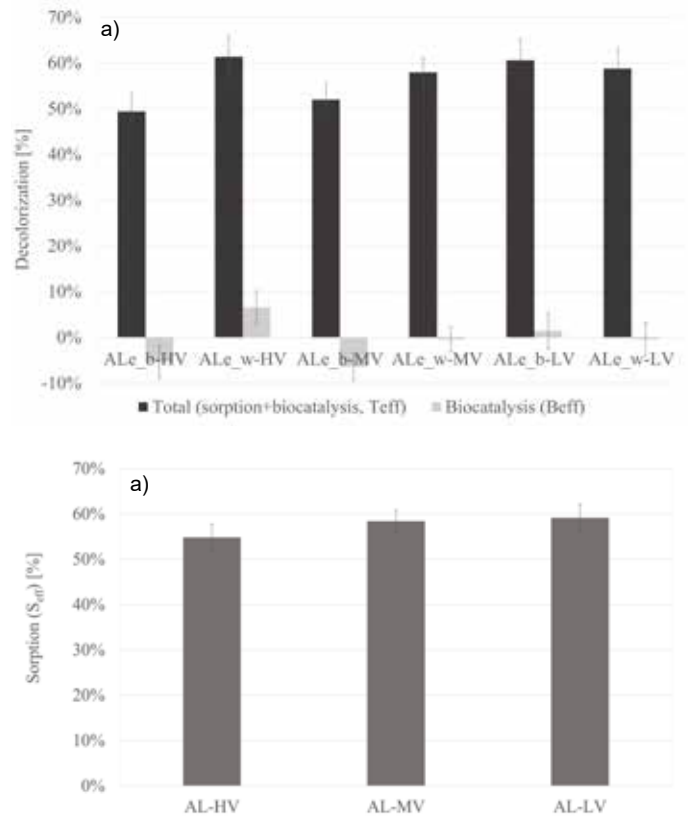 70%
a)
60%
50%
40%
30%
20%
10%
0%
-10%
Decolorization [%]
ALe_b-HV ALe_w-HV ALe_b-MV ALe_w-MV ALe_b-LV ALe_w-LV
Total (sorption+biocatalysis, Teff) Biocatalysis (Beff)
70%
a)
60%
50%
40%
30%
20%
10%
0%
Sorption (Seff) [%]
AL-HV AL-MV AL-LV